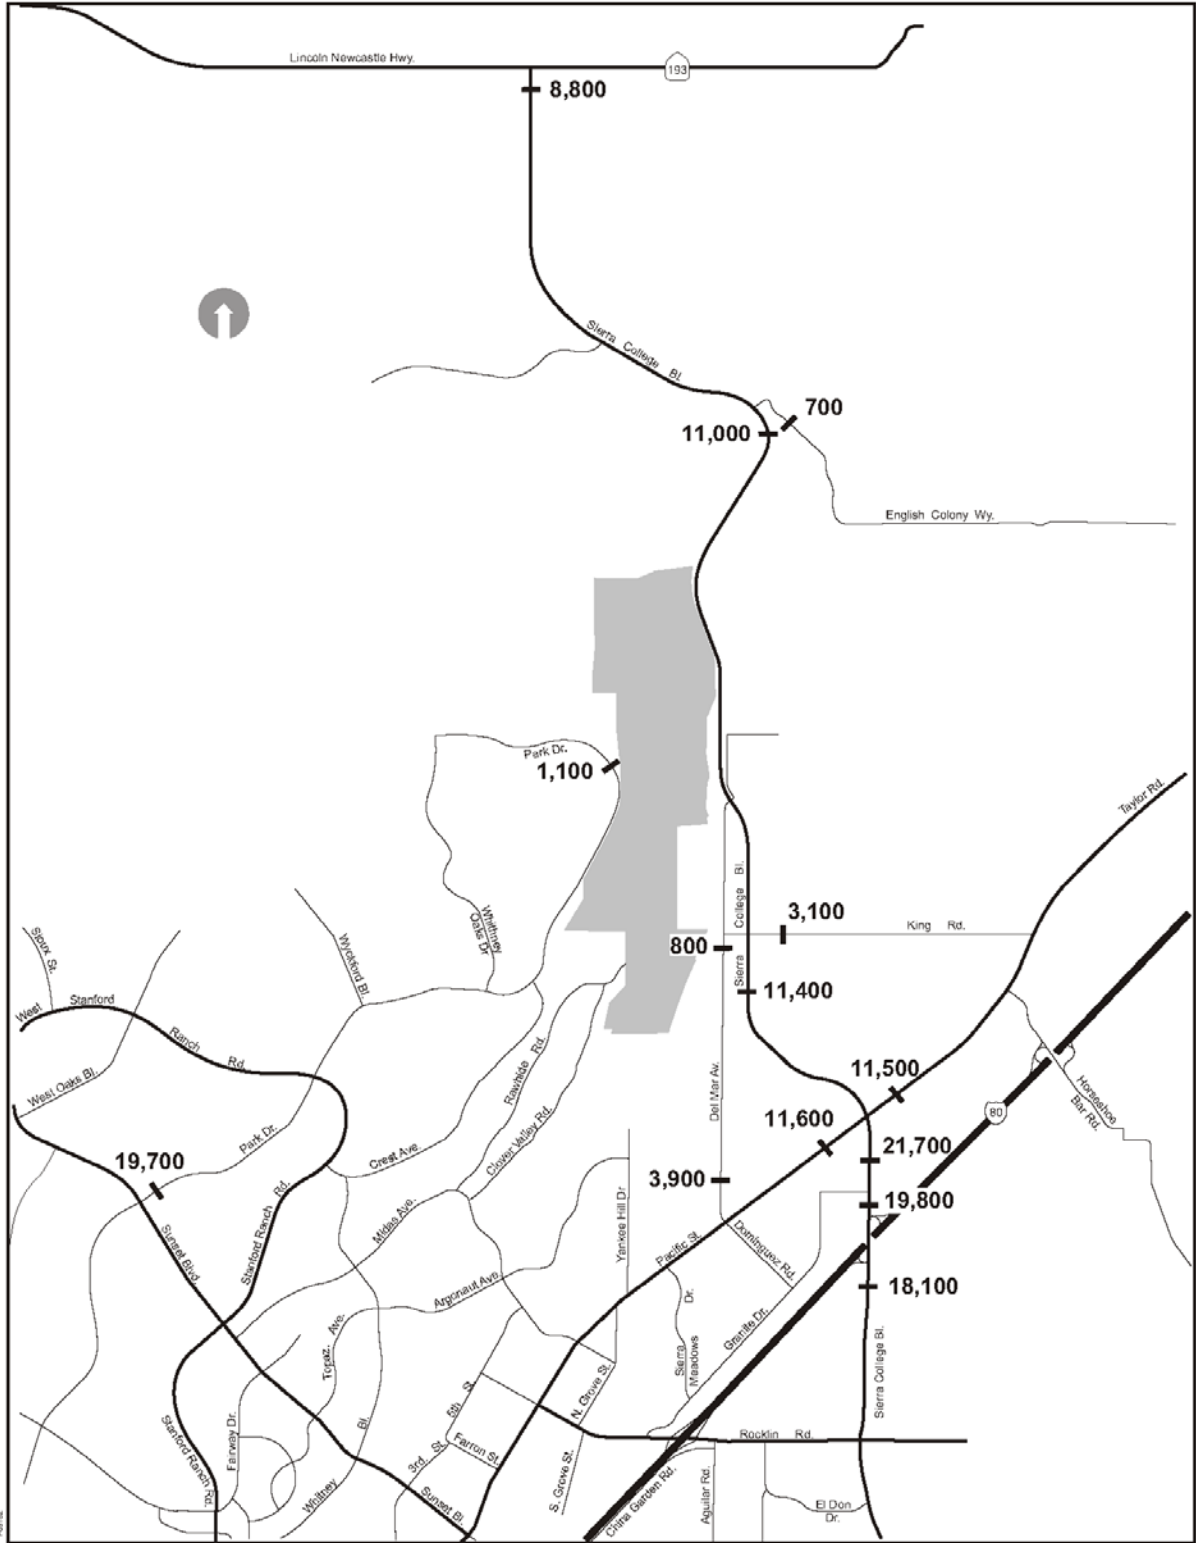 Lincoln Newcastle Hwy.
193
8,800
Sierra College Bl.
700
11,000
English Colony Wy.
Park Dr.
1,100
Taylor Rd.
Sierra College Bl.
3,100
King Rd.
800
11,400
Whithney
Oaks Dr
Wyckford Bl.
Sioux St.
West Stanford Ranch Rd.
West Oaks Bl.
Park Dr.
Crest Ave
Rawhide Rd.
Clover Valley Rd.
Del Mar Av.
11,500
11,600
80
Horseshoe
Bar Rd.
21,700
19,700
3,900
19,800
Sunset Blvd
Stanford Ranch Rd.
Midas Ave.
Argonaut Ave.
Yankee Hill Dr
Pacific St.
Dominguez Rd.
18,100
Granite Dr.
Sierra
Meadows
Dr.
Sierra College Bl.
Topaz. Ave.
N. Grove St.
5th St.
Stanford Ranch Rd.
Fairway Dr.
Whitney Bl.
3rd. St.
Farron St.
Sunset Bl.
S. Grove St.
Rocklin Rd.
China Garden Rd.
Aguilar Rd.
El Don
Dr.